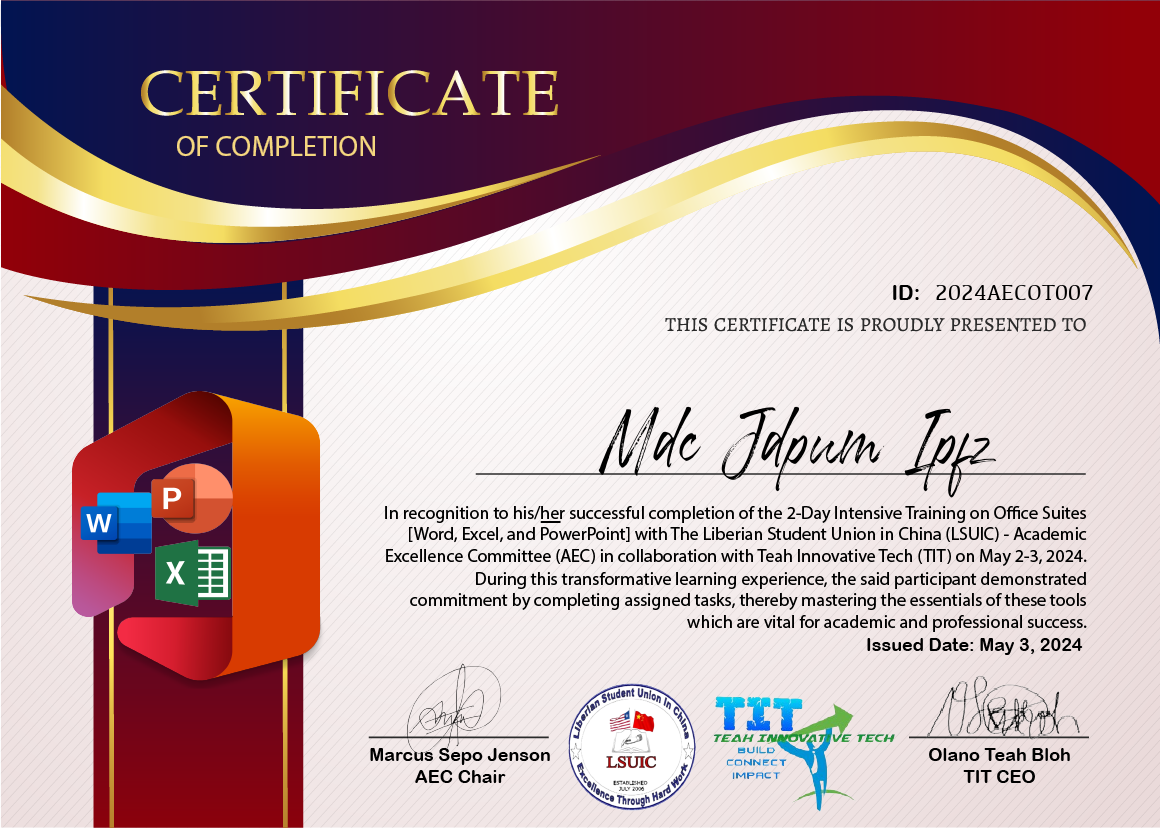 CERTIFICATE
OF COMPLETION
ID: 2024AECOT007
THIS CERTIFICATE IS PROUDLY PRESENTED TO
Mdc Jdpum Ipfz
In recognition to his/her successful completion of the 2-Day Intensive Training on Office Suites
[Word, Excel, and PowerPoint] with The Liberian Student Union in China (LSUIC) - Academic
Excellence Committee (AEC) in collaboration with Teah Innovative Tech (TIT) on May 2-3, 2024.
During this transformative learning experience, the said participant demonstrated
commitment by completing assigned tasks, thereby mastering the essentials of these tools
which are vital for academic and professional success.
Issued Date: May 3, 2024
W
P
X
Marcus Sepo Jenson
AEC Chair
Liberian Student Union in China
LSUIC
ESTABLISHED
JULY 2006
Excellence Through Hard Work
TIT
TEAH INNOVATIVE TECH
BUILD
CONNECT
IMPACT
Olano Teah Bloh
TIT CEO